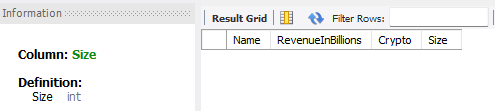 Information
Column: Size
Definition:
Size int
Result Grid Filter Rows:
Name RevenueInBillions Crypto Size